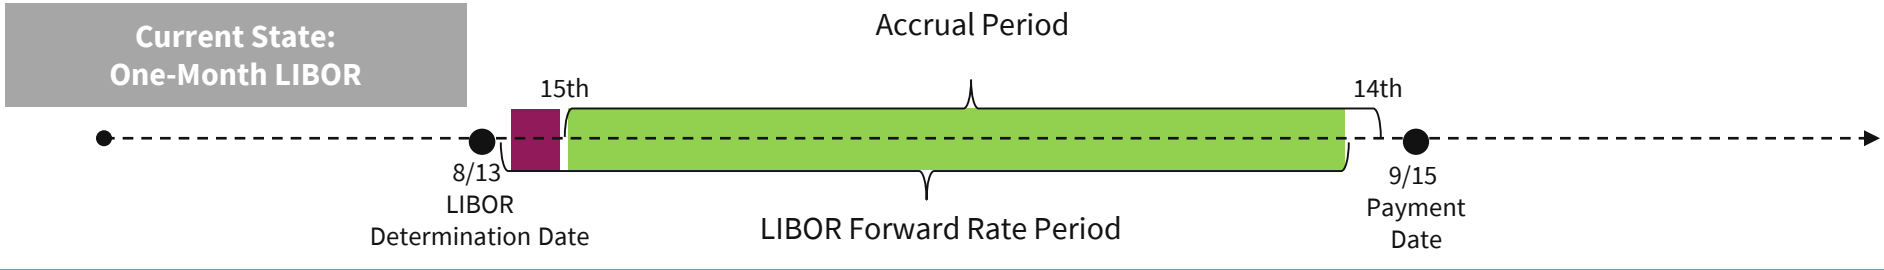 Current State:
One-Month LIBOR
Accrual Period
15th
14th
8/13
LIBOR
Determination Date
LIBOR Forward Rate Period
9/15
Payment
Date